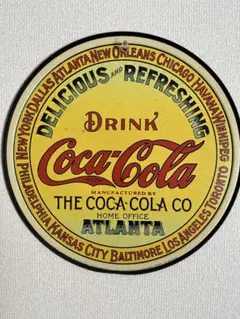 NEW YORK DALLAS ATLANTA NEW ORLEANS CHICAGO HAVANA WINNIPEG
DELICIOUS AND REFRESHING
DRINK
Coca-Cola
MANUFACTURED BY
THE COCA-COLA CO
HOME OFFICE
ATLANTA
PHILADELPHIA KANSAS CITY BALTIMORE LOS ANGELES TORONTO